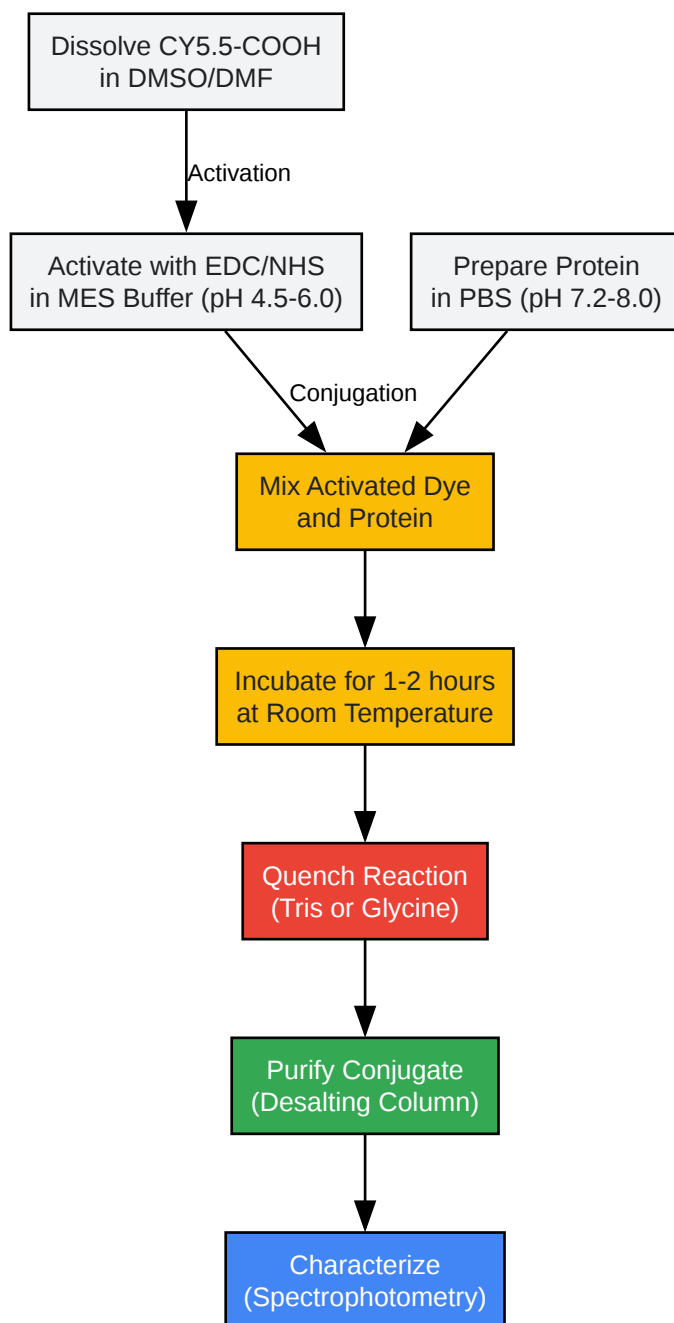 Dissolve CY5.5-COOH
in DMSO/DMF
Activation
Activate with EDC/NHS
in MES Buffer (pH 4.5-6.0)
Prepare Protein
in PBS (pH 7.2-8.0)
Conjugation
Mix Activated Dye
and Protein
Incubate for 1-2 hours
at Room Temperature
Quench Reaction
(Tris or Glycine)
Purify Conjugate
(Desalting Column)
Characterize
(Spectrophotometry)